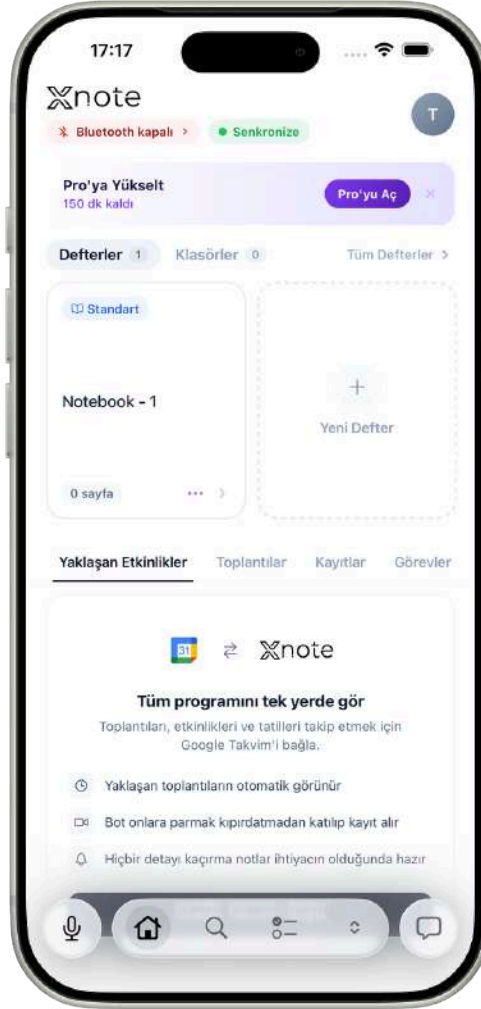 17:17
Xnote
T
Bluetooth kapalı >
Senkronize
Pro'ya Yükselt
150 dk kaldı
Pro'yu Aç
Defterler 1
Klasörler 0
Tüm Defterler >
Standart
Notebook - 1
0 sayfa
Yeni Defter
Yaklaşan Etkinlikler
Toplantılar
Kayıtlar
Görevler
31
Xnote
Tüm programını tek yerde gör
Toplantıları, etkinlikleri ve tatilleri takip etmek için
Google Takvim'i bağla.
Yaklaşan toplantıların otomatik görünür
Bot onlara parmak kıpırdatmadan katılıp kayıt alır
Hiçbir detayı kaçırma notlar ihtiyacın olduğunda hazır